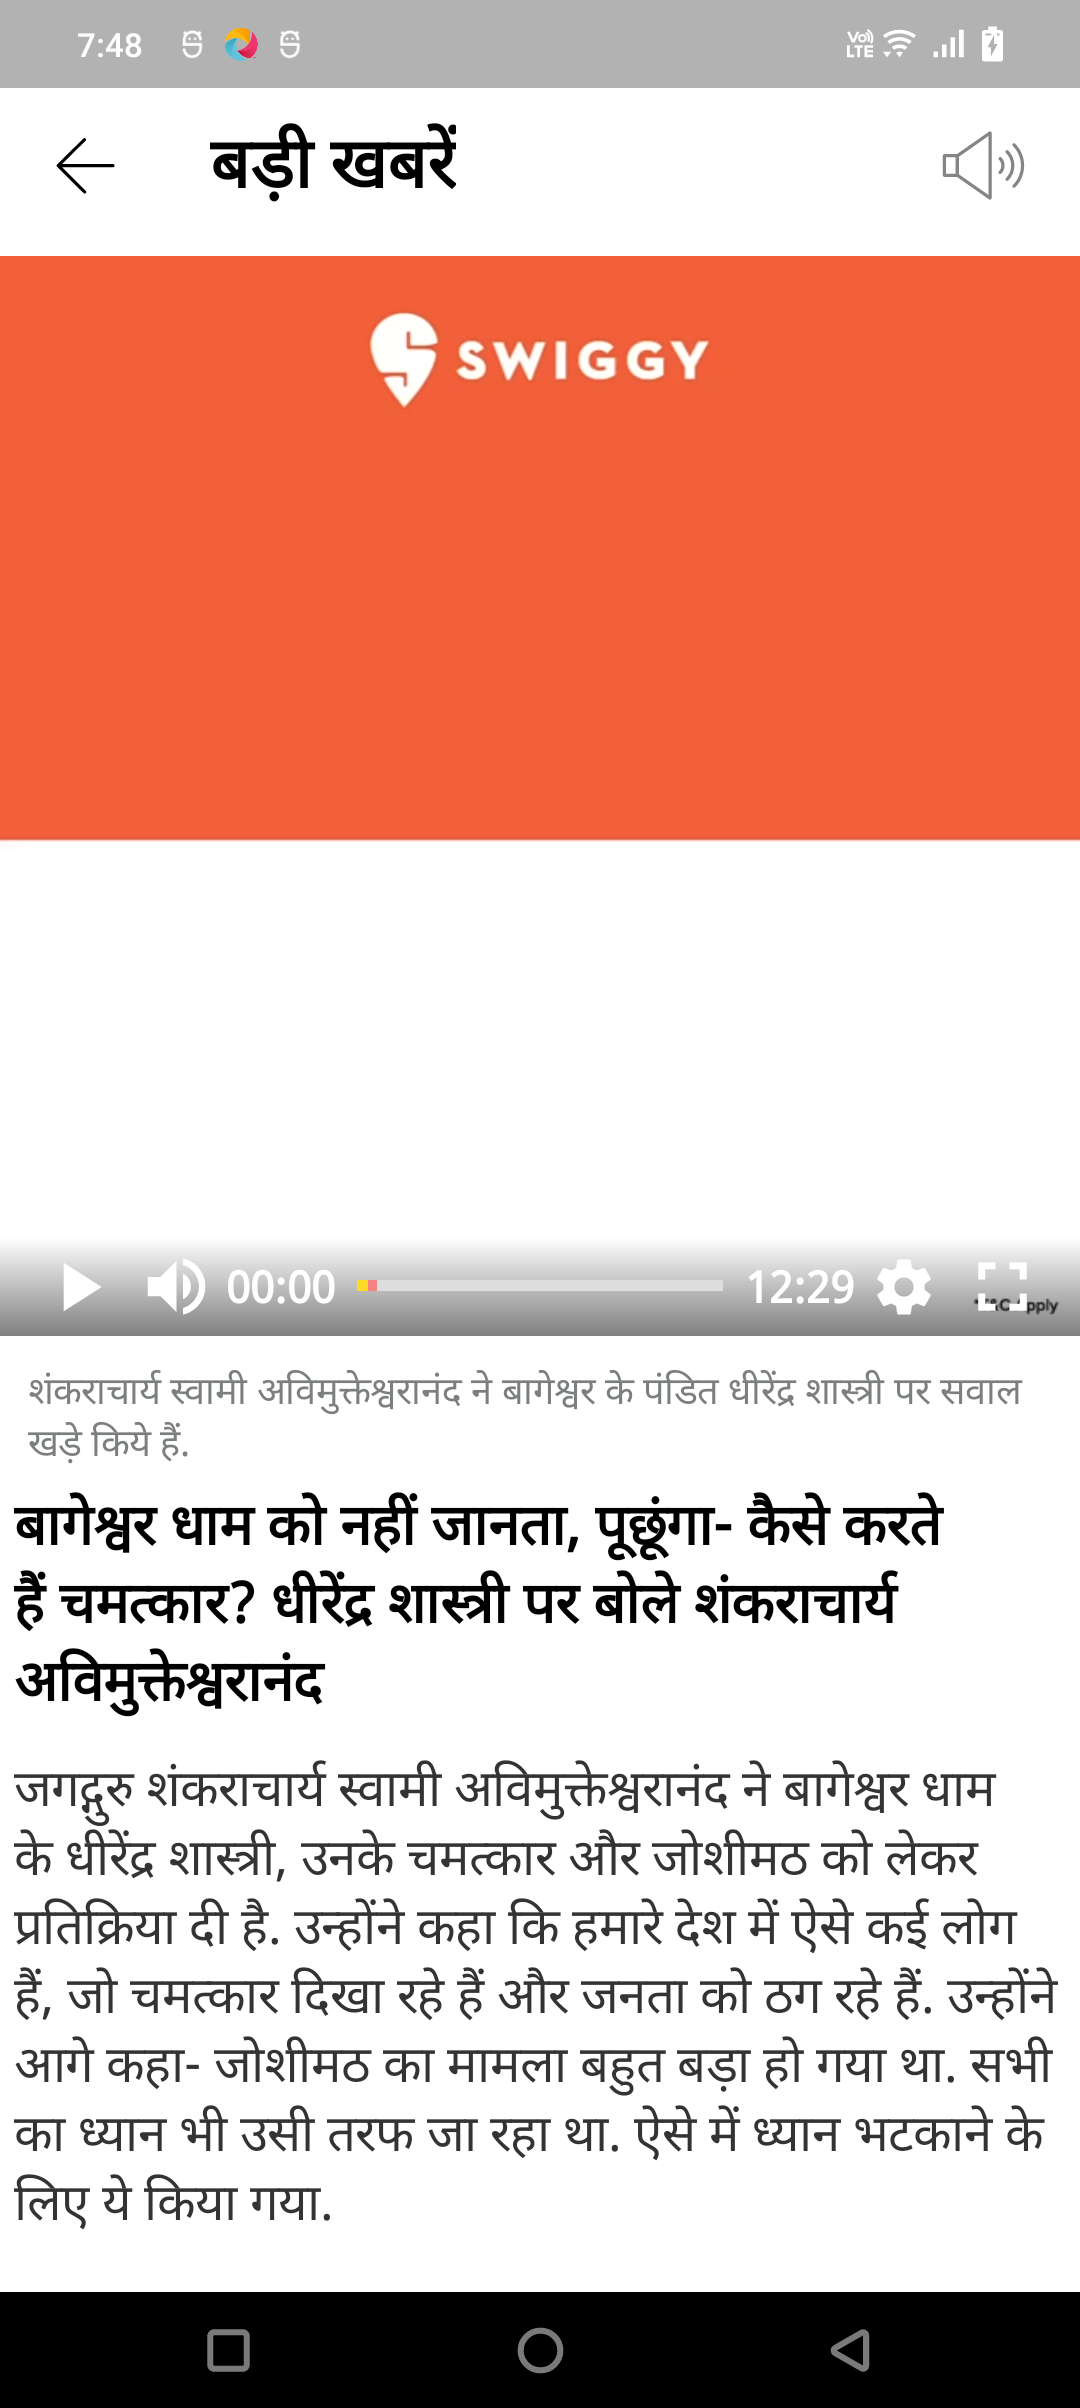 7:48
Vo) LTE
बड़ी खबरें
SWIGGY
00:00
12:29
शंकराचार्य स्वामी अविमुक्तेश्वरानंद ने बागेश्वर के पंडित धीरेंद्र शास्त्री पर सवाल
खड़े किये हैं.
बागेश्वर धाम को नहीं जानता, पूछूंगा- कैसे करते
हैं चमत्कार? धीरेंद्र शास्त्री पर बोले शंकराचार्य
अविमुक्तेश्वरानंद
जगद्गुरु शंकराचार्य स्वामी अविमुक्तेश्वरानंद ने बागेश्वर धाम
के धीरेंद्र शास्त्री, उनके चमत्कार और जोशीमठ को लेकर
प्रतिक्रिया दी है. उन्होंने कहा कि हमारे देश में ऐसे कई लोग
हैं, जो चमत्कार दिखा रहे हैं और जनता को ठग रहे हैं. उन्होंने
आगे कहा- जोशीमठ का मामला बहुत बड़ा हो गया था. सभी
का ध्यान भी उसी तरफ जा रहा था. ऐसे में ध्यान भटकाने के
लिए ये किया गया.